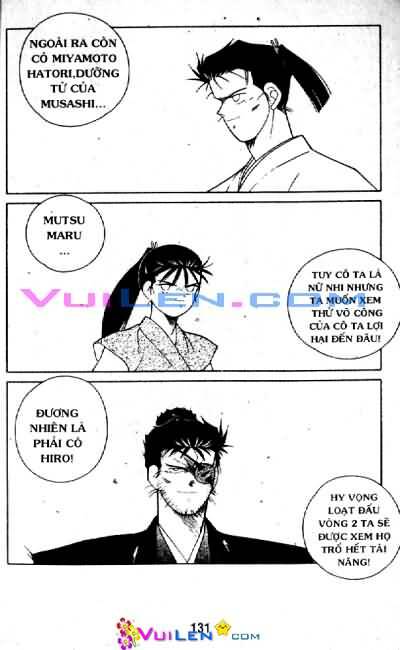 NGOÀI RA CÒN
CÓ MIYAMOTO
HATORI,DƯỠNG
TỬ CỦA
MUSASHI...
MUTSU
MARU
...
TUY CÔ TA LÀ
NỮ NHI NHƯNG
TA MUỐN XEM
THỬ VÕ CÔNG
CỦA CÔ TA LỢI
HẠI ĐẾN ĐÂU!
VUILEN.COM
ĐƯƠNG
NHIÊN LÀ
PHẢI CÓ
HIRO!
HY VỌNG
LOẠT ĐẤU
VÒNG 2 TA SẼ
ĐƯỢC XEM HỌ
TRỔ HẾT TÀI
NĂNG!
131
VUILEN.COM